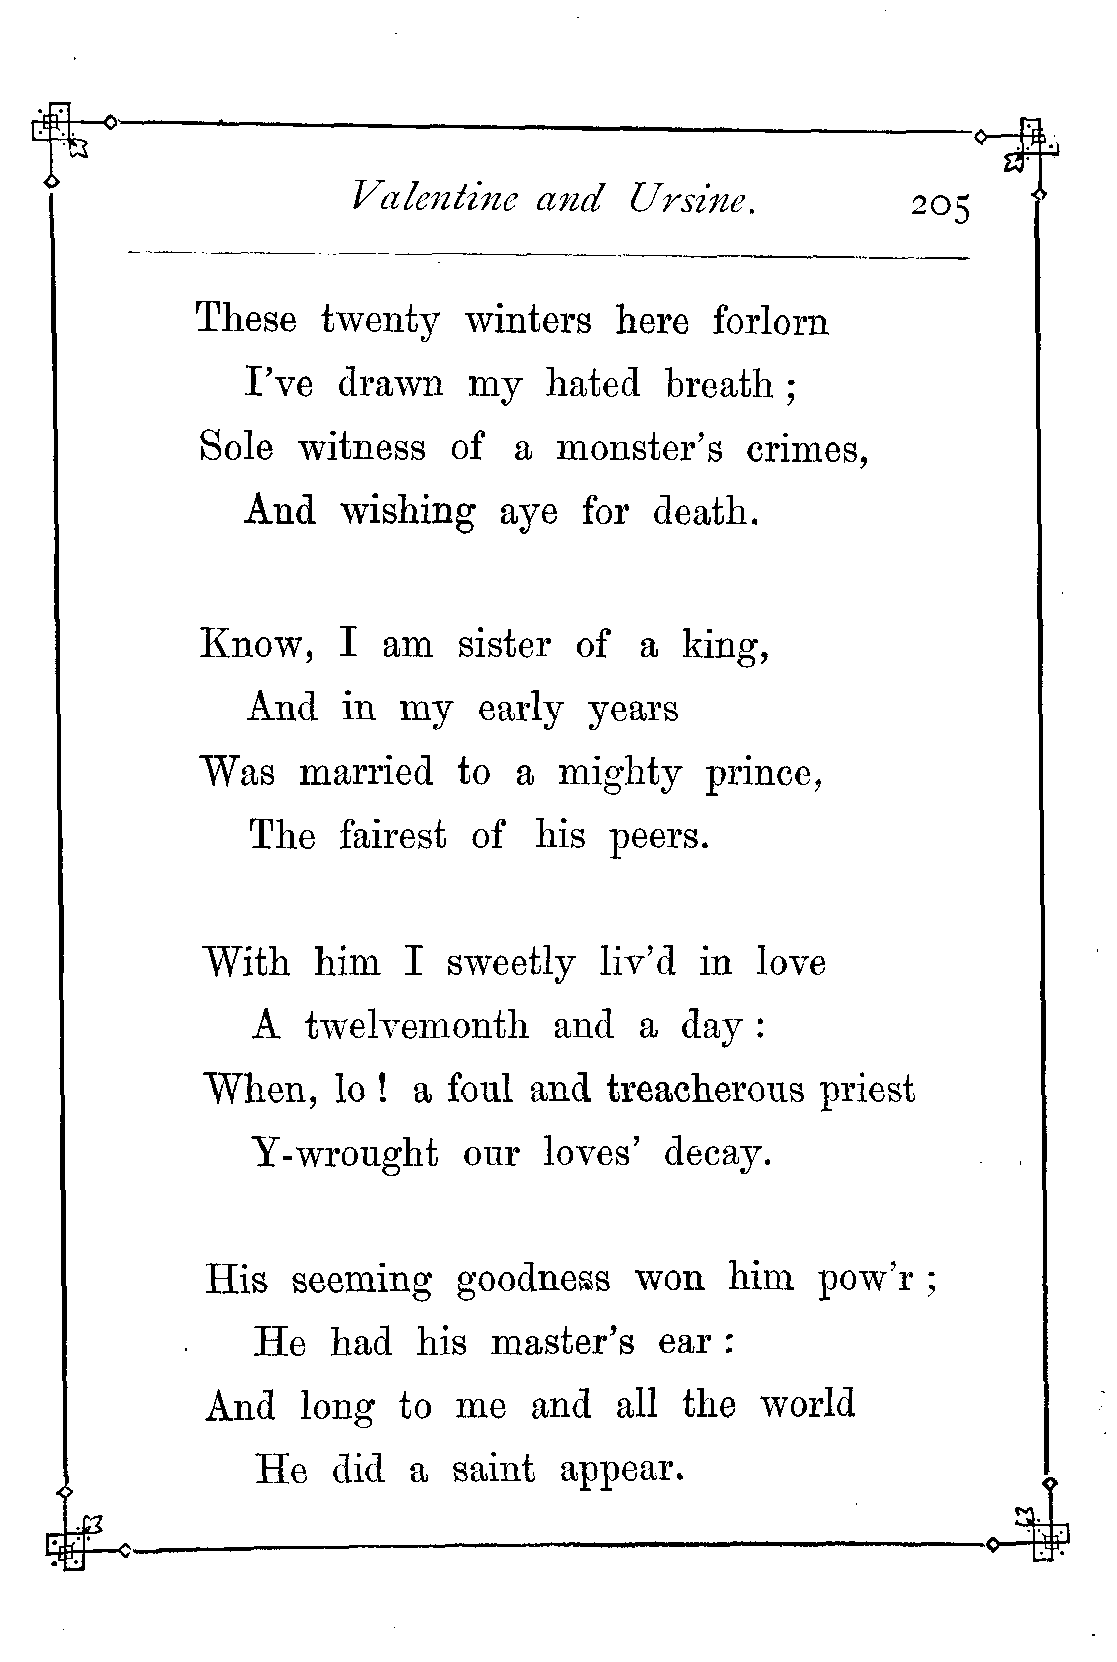 Valentine and Ursine. 205
These twenty winters here forlorn
I've drawn my hated breath ;
Sole witness of a monster's crimes,
And wishing aye for death.
Know, I am sister of a king,
And in my early years
Was married to a mighty prince,
The fairest of his peers.
With him I sweetly liv'd in love
A twelvemonth and a day :
When, lo ! a foul and treacherous priest
Y-wrought our loves' decay.
His seeming goodness won him pow'r ;
He had his master's ear :
And long to me and all the world
He did a saint appear.